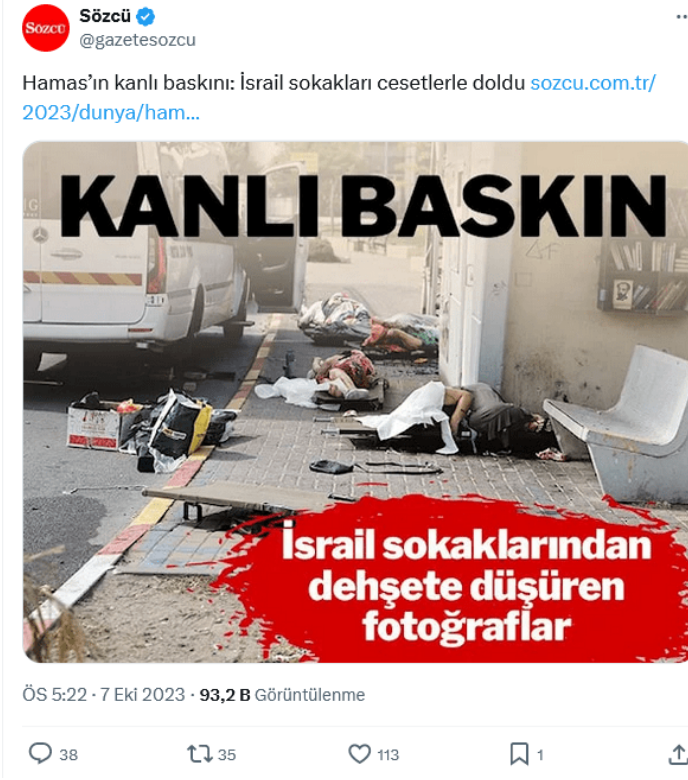 Sözcü
@gazetesozcu
Hamas’ın kanlı baskını: İsrail sokakları cesetlerle doldu sozcu.com.tr/
2023/dunya/ham...
KANLI BASKIN
İsrail sokaklarından
dehşete düşüren
fotoğraflar
ÖS 5:22 · 7 Eki 2023 · 93,2 B Görüntülenme
38 35 113 1